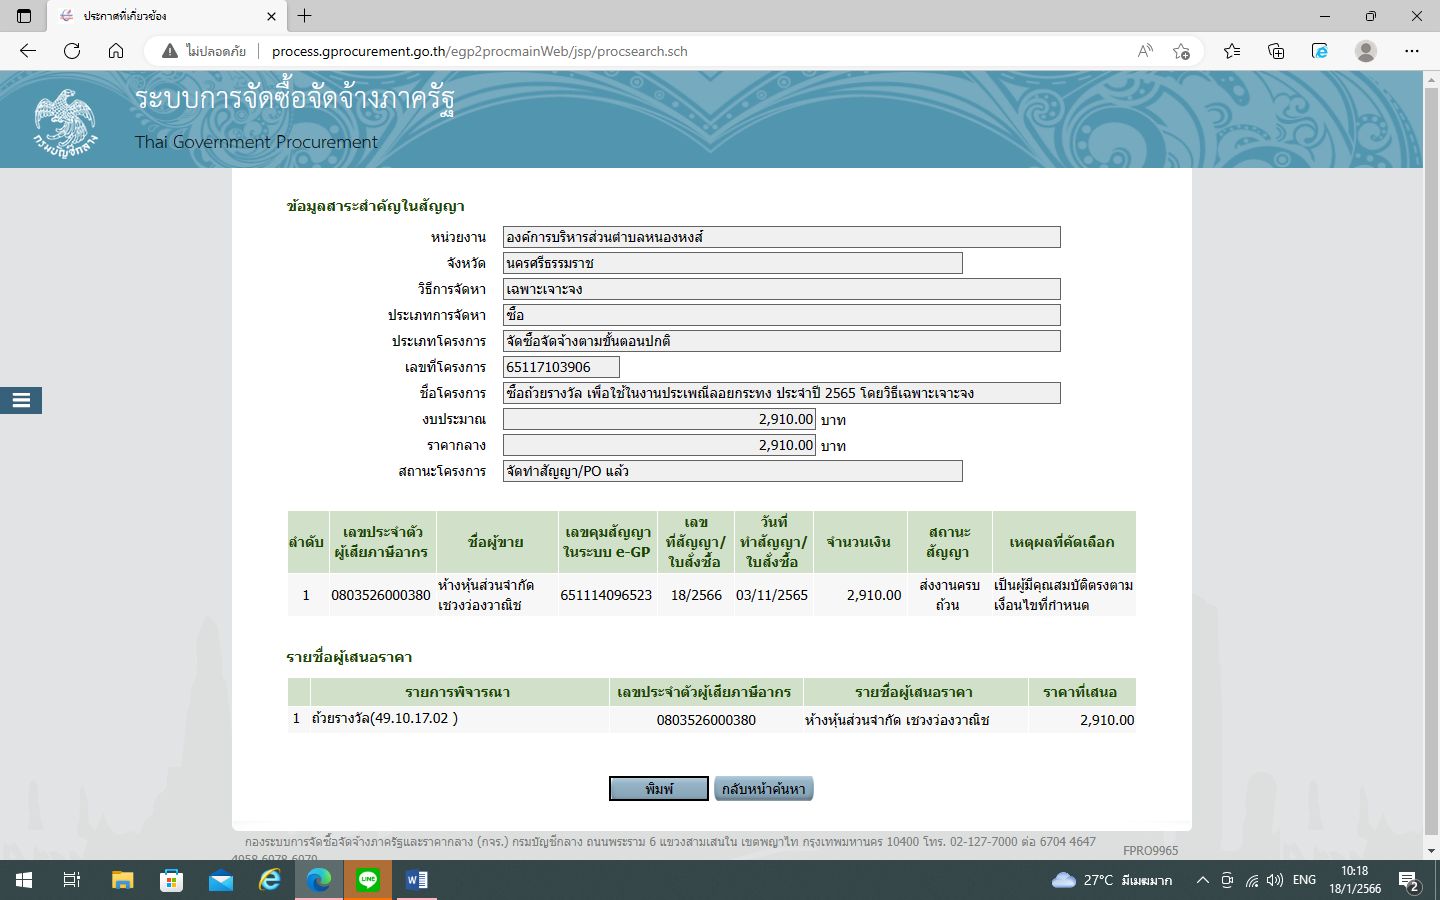 ประกาศที่เกี่ยวข้อง
ไม่ปลอดภัย
process.gprocurement.go.th/egp2procmainWeb/jsp/procsearch.sch
ระบบการจัดซื้อจัดจ้างภาครัฐ
Thai Government Procurement
กรมบัญชีกลาง
ข้อมูลสาระสำคัญในสัญญา
หน่วยงาน องค์การบริหารส่วนตำบลหนองหงส์
จังหวัด นครศรีธรรมราช
วิธีการจัดหา เฉพาะเจาะจง
ประเภทการจัดหา ซื้อ
ประเภทโครงการ จัดซื้อจัดจ้างตามขั้นตอนปกติ
เลขที่โครงการ 65117103906
ชื่อโครงการ ซื้อถ้วยรางวัล เพื่อใช้ในงานประเพณีลอยกระทง ประจำปี 2565 โดยวิธีเฉพาะเจาะจง
งบประมาณ 2,910.00 บาท
ราคากลาง 2,910.00 บาท
สถานะโครงการ จัดทำสัญญา/PO แล้ว
ลำดับ เลขประจำตัวผู้เสียภาษีอากร ชื่อผู้ขาย เลขคุมสัญญาในระบบ e-GP เลขที่สัญญา/ใบสั่งซื้อ วันที่ทำสัญญา/ใบสั่งซื้อ จำนวนเงิน สถานะสัญญา เหตุผลที่คัดเลือก
1 0803526000380 ห้างหุ้นส่วนจำกัด เชวงว่องวาณิช 651114096523 18/2566 03/11/2565 2,910.00 ส่งงานครบถ้วน เป็นผู้มีคุณสมบัติตรงตามเงื่อนไขที่กำหนด
รายชื่อผู้เสนอราคา
รายการพิจารณา เลขประจำตัวผู้เสียภาษีอากร รายชื่อผู้เสนอราคา ราคาที่เสนอ
1 ถ้วยรางวัล(49.10.17.02 ) 0803526000380 ห้างหุ้นส่วนจำกัด เชวงว่องวาณิช 2,910.00
พิมพ์ กลับหน้าค้นหา
กองระบบการจัดซื้อจัดจ้างภาครัฐและราคากลาง (กจร.) กรมบัญชีกลาง ถนนพระราม 6 แขวงสามเสนใน เขตพญาไท กรุงเทพมหานคร 10400 โทร. 02-127-7000 ต่อ 6704 4647
4958 6978 6979
FPRO9965
27°C มีเมฆมาก
ENG
10:18
18/1/2566
2
LINE